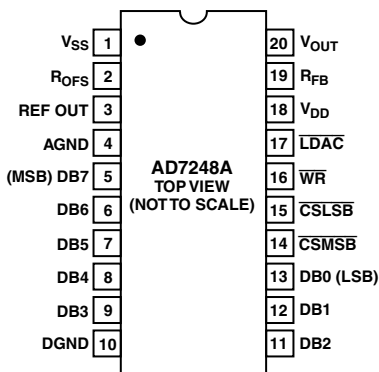 VSS 1
ROFS 2
REF OUT 3
AGND 4
(MSB) DB7 5
DB6 6
DB5 7
DB4 8
DB3 9
DGND 10
AD7248A
TOP VIEW
(NOT TO SCALE)
20 VOUT
19 RFB
18 VDD
17 LDAC
16 WR
15 CSLSB
14 CSMSB
13 DB0 (LSB)
12 DB1
11 DB2